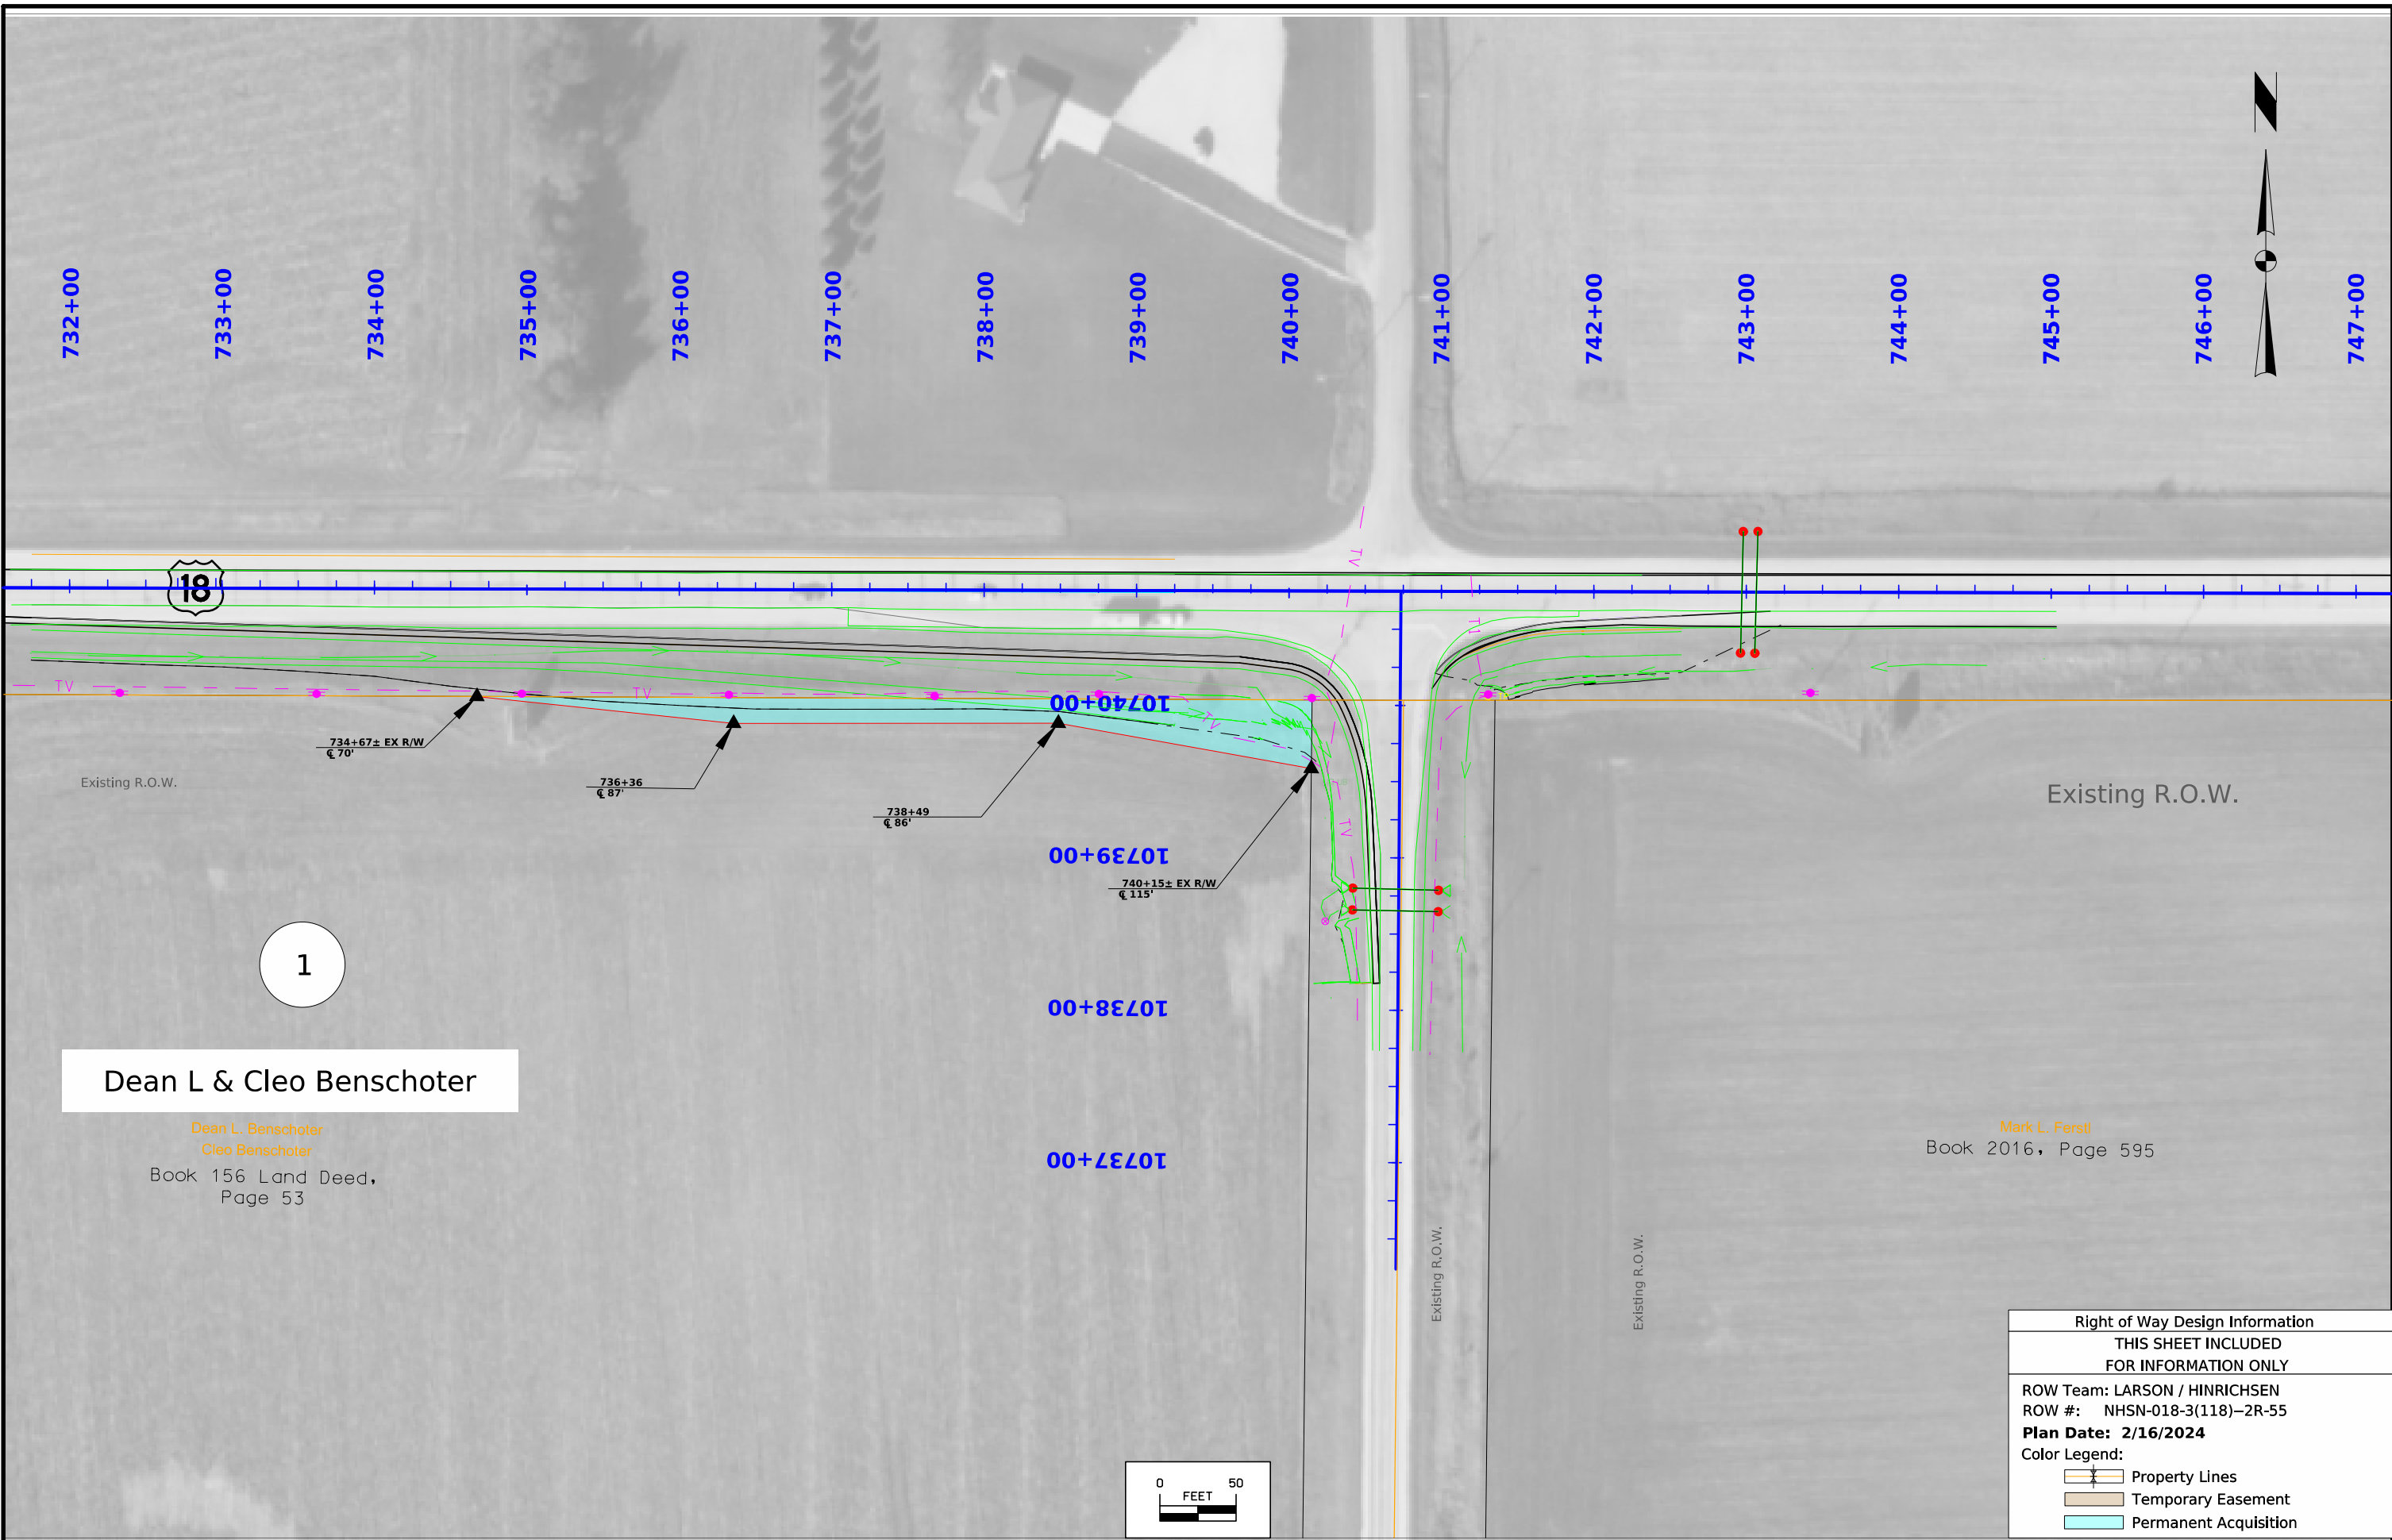 732+00
733+00
734+00
735+00
736+00
737+00
738+00
739+00
740+00
741+00
742+00
743+00
744+00
745+00
746+00
747+00
N
TV
18
TV
TV
TV
10740+00
734+67± EX R/W
℄ 70'
736+36
℄ 87'
738+49
℄ 86'
740+15± EX R/W
℄ 115'
TV
Existing R.O.W.
Existing R.O.W.
10739+00
1
10738+00
Dean L & Cleo Benschoter
Dean L. Benschoter
Cleo Benschoter
Book 156 Land Deed,
Page 53
10737+00
Mark L. Ferstl
Book 2016, Page 595
Existing R.O.W.
Existing R.O.W.
0 50
FEET
Right of Way Design Information
THIS SHEET INCLUDED
FOR INFORMATION ONLY
ROW Team: LARSON / HINRICHSEN
ROW #: NHSN-018-3(118)—2R-55
Plan Date: 2/16/2024
Color Legend:
Property Lines
Temporary Easement
Permanent Acquisition